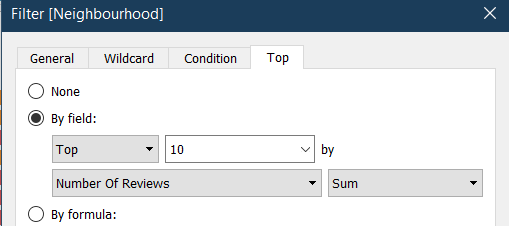 Filter [Neighbourhood]
General Wildcard Condition Top
None
By field:
Top 10 by
Number Of Reviews Sum
By formula: